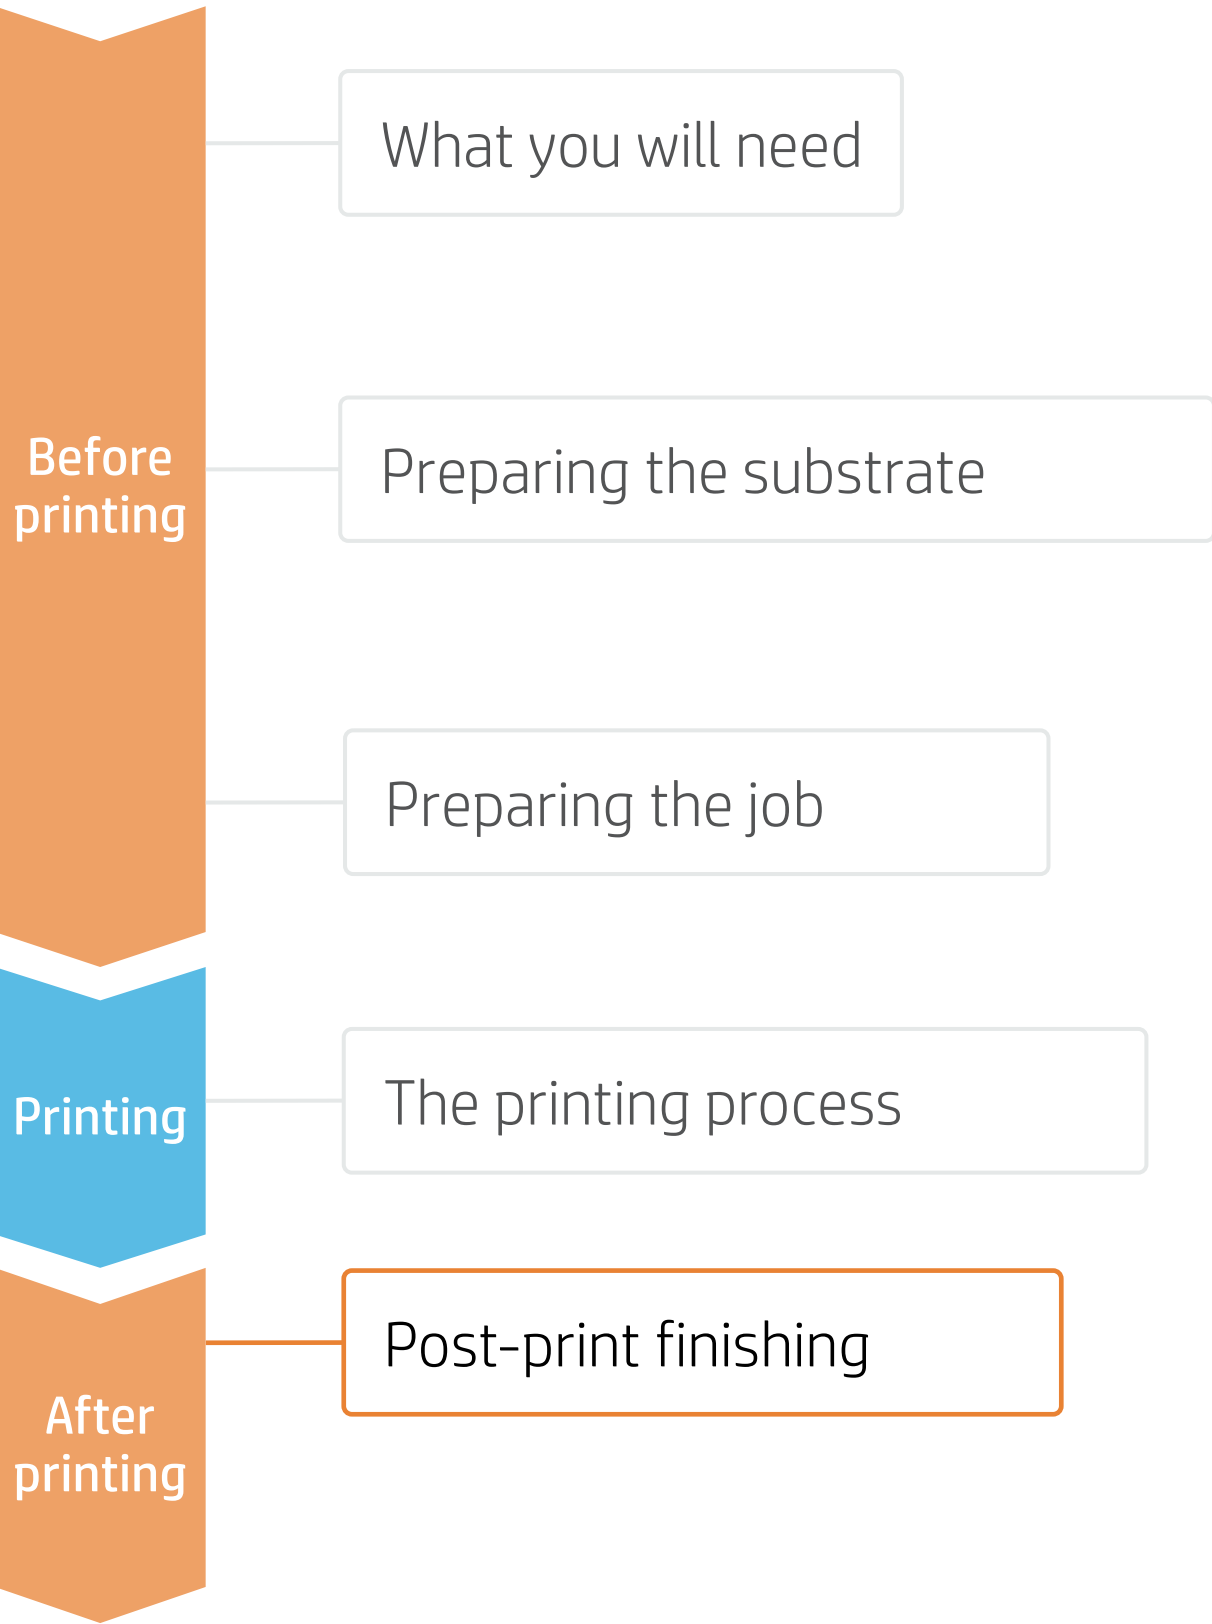 What you will need
Before
printing
Preparing the substrate
Preparing the job
Printing
The printing process
Post-print finishing
After
printing